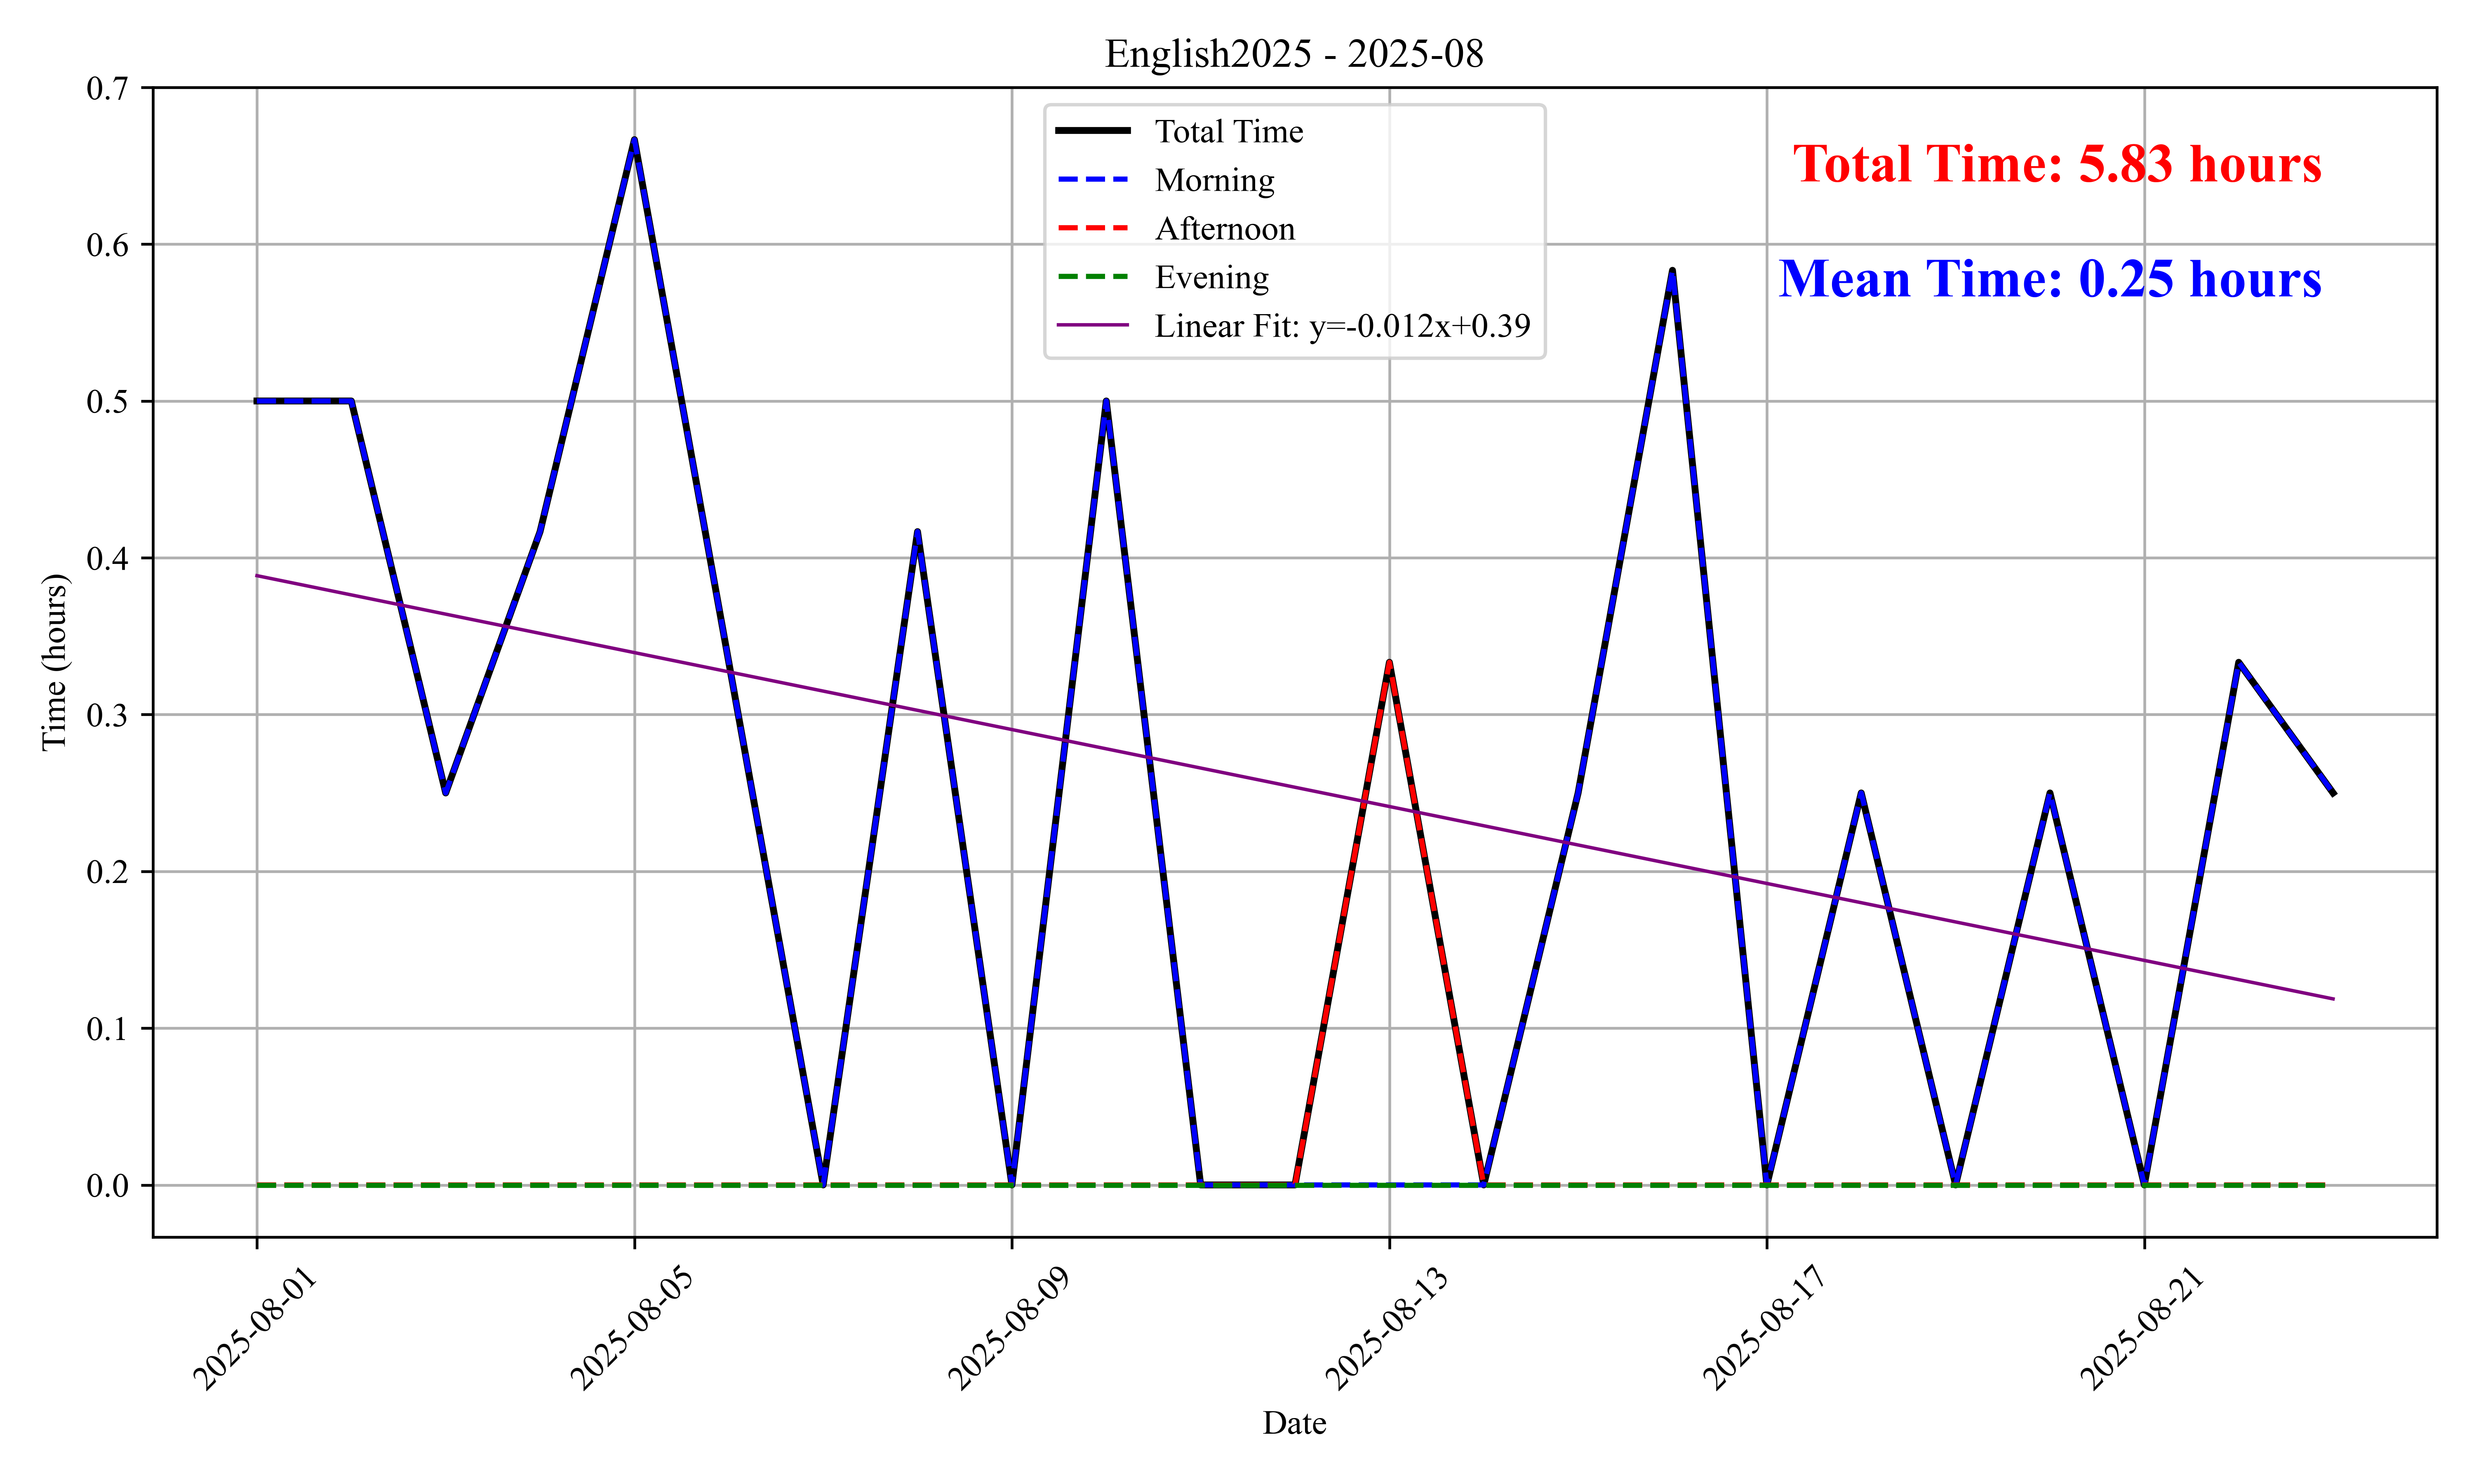 English2025 - 2025-08
Total Time
Morning
Afternoon
Evening
Linear Fit: y=-0.012x+0.39
Total Time: 5.83 hours
Mean Time: 0.25 hours
Time (hours)
0.7
0.6
0.5
0.4
0.3
0.2
0.1
0.0
2025-08-01
2025-08-05
2025-08-09
2025-08-13
2025-08-17
2025-08-21
Date